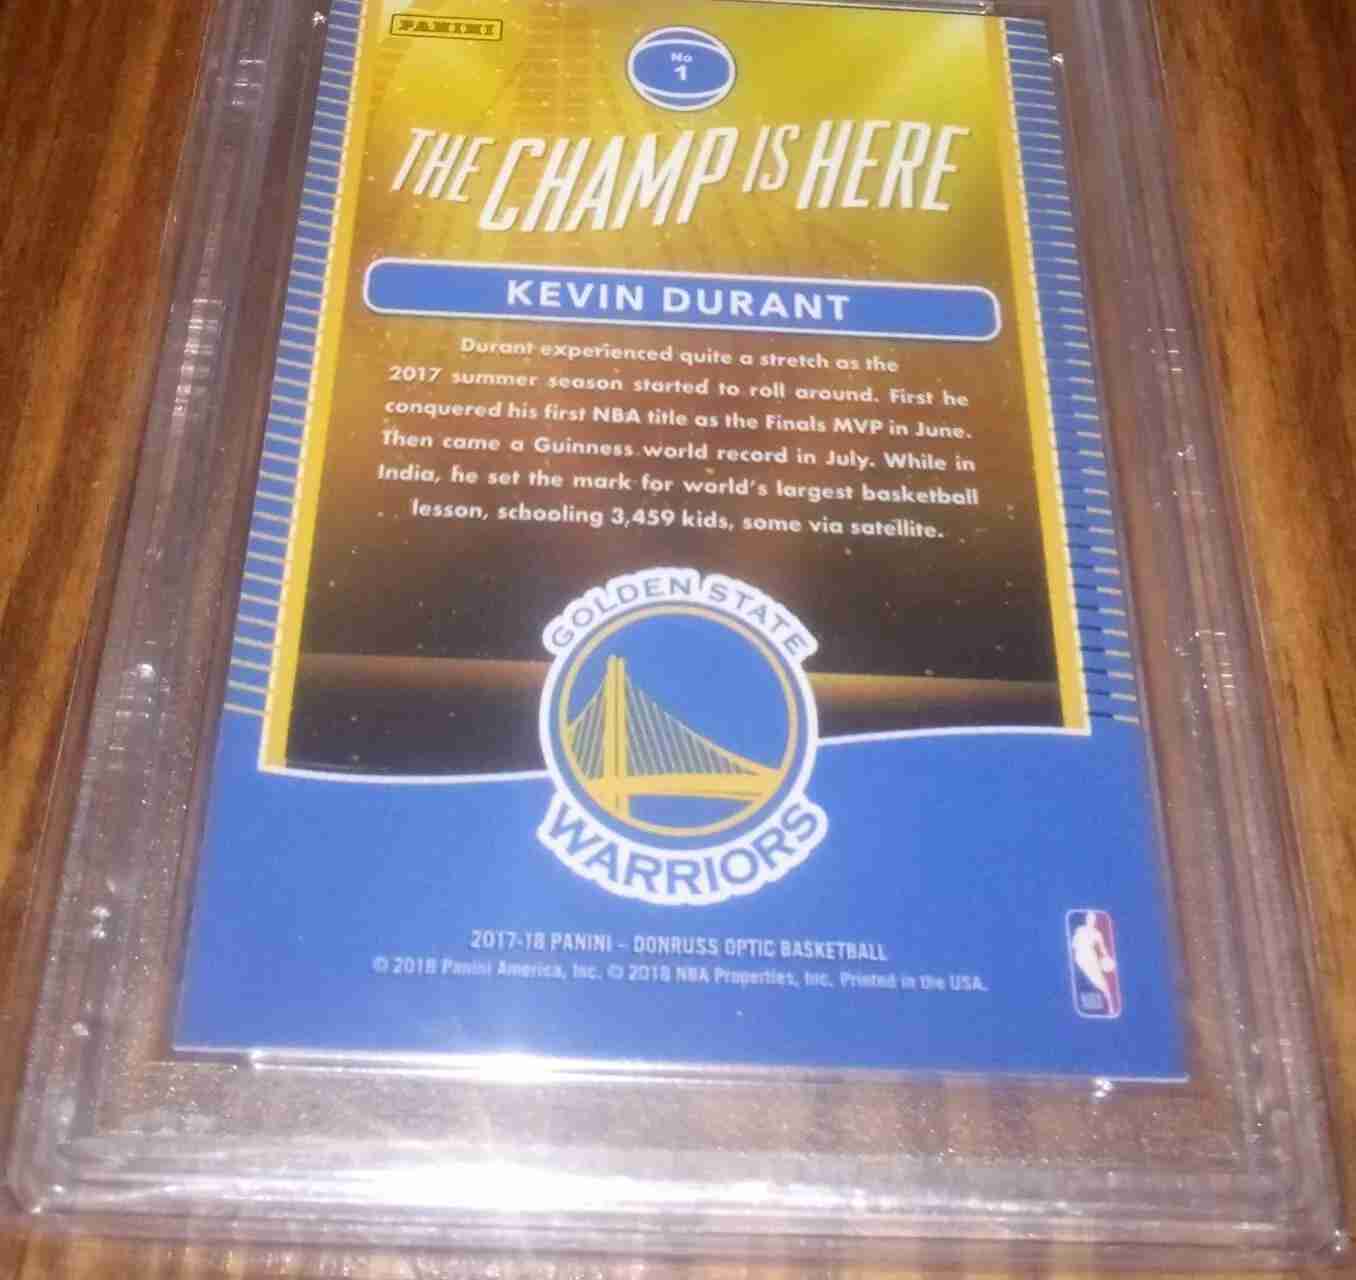 PANINI
No
1
THE CHAMP IS HERE
KEVIN DURANT
Durant experienced quite a stretch as the
2017 summer season started to roll around. First he
conquered his first NBA title as the Finals MVP in June.
Then came a Guinness world record in July. While in
India, he set the mark for world's largest basketball
lesson, schooling 3,459 kids, some via satellite.
GOLDEN STATE
WARRIORS
2017-18 PANINI – DONRUSS OPTIC BASKETBALL
© 2018 Panini America, Inc. © 2018 NBA Properties, Inc. Printed in the USA.
NBA